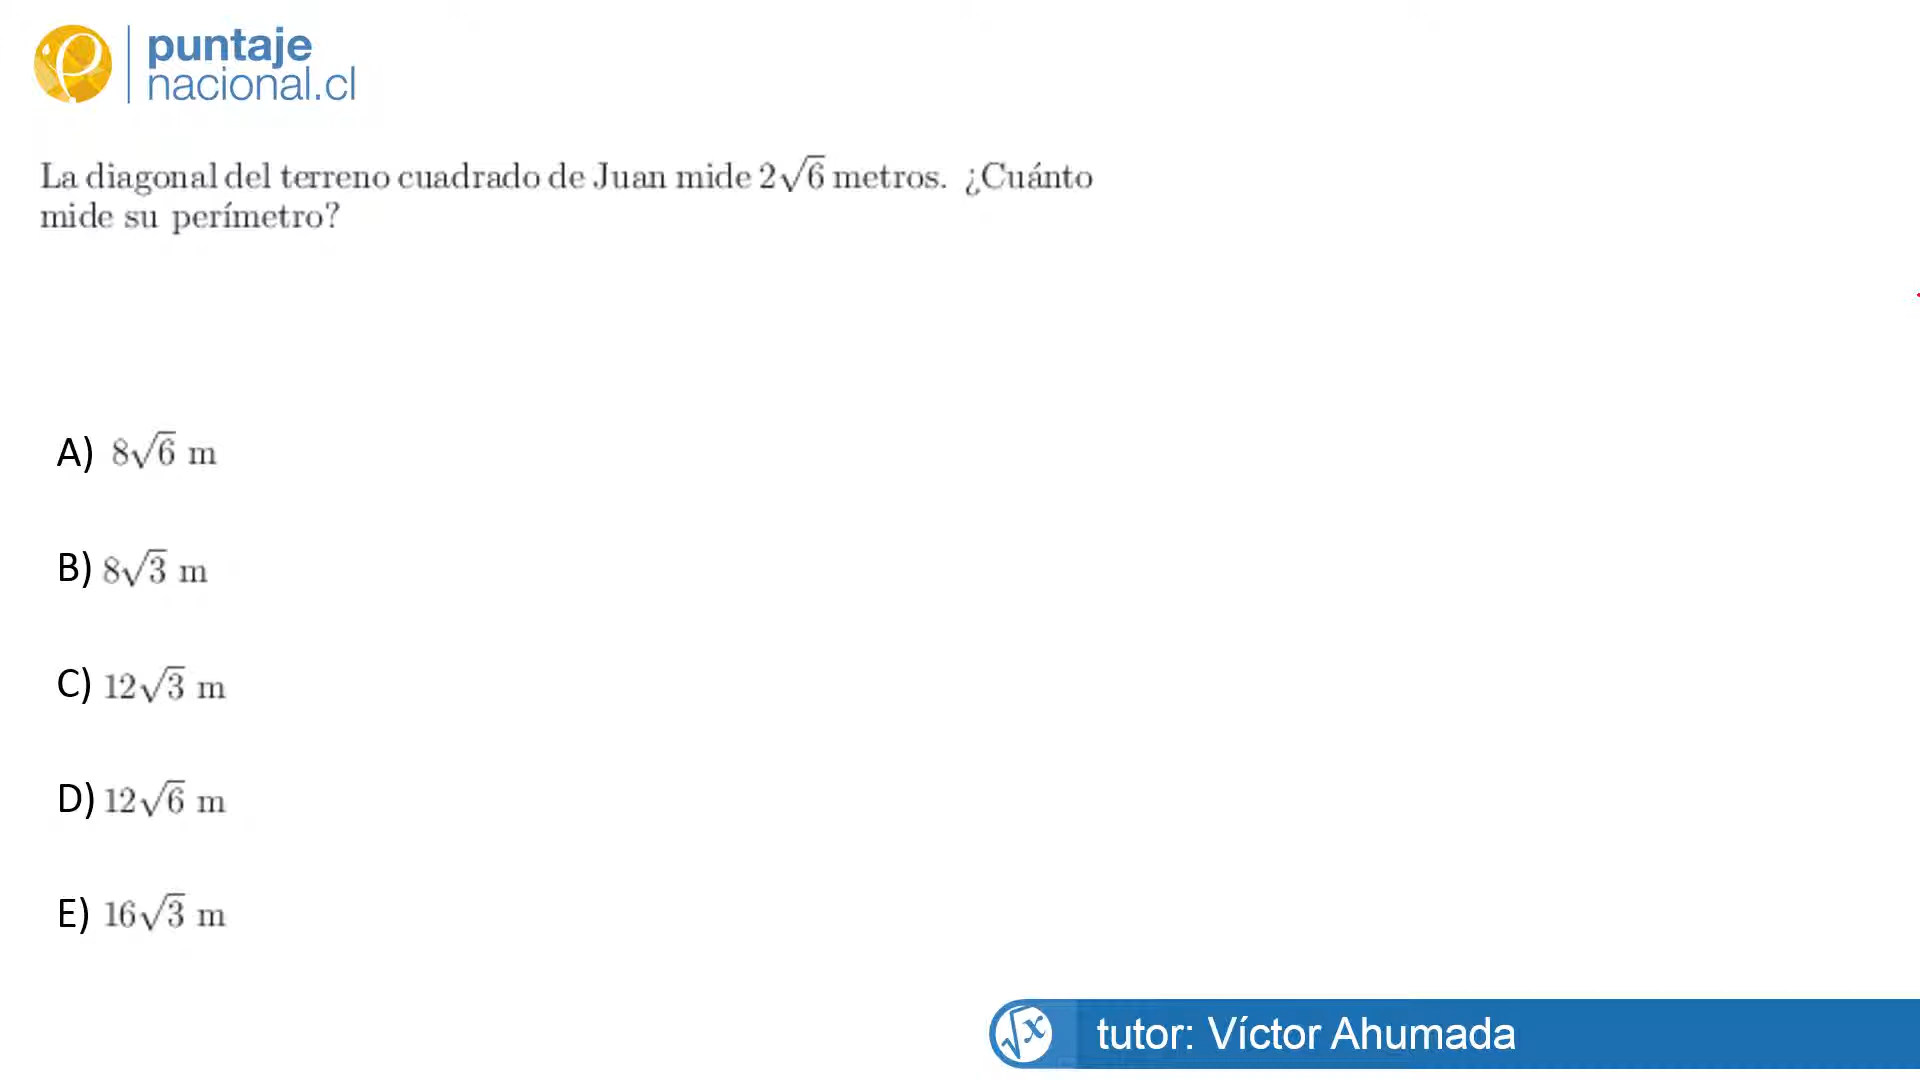 puntaje
nacional.cl
La diagonal del terreno cuadrado de Juan mide 2√6 metros. ¿Cuánto
mide su perímetro?
A) 8√6 m
B) 8√3 m
C) 12√3 m
D) 12√6 m
E) 16√3 m
√x tutor: Víctor Ahumada